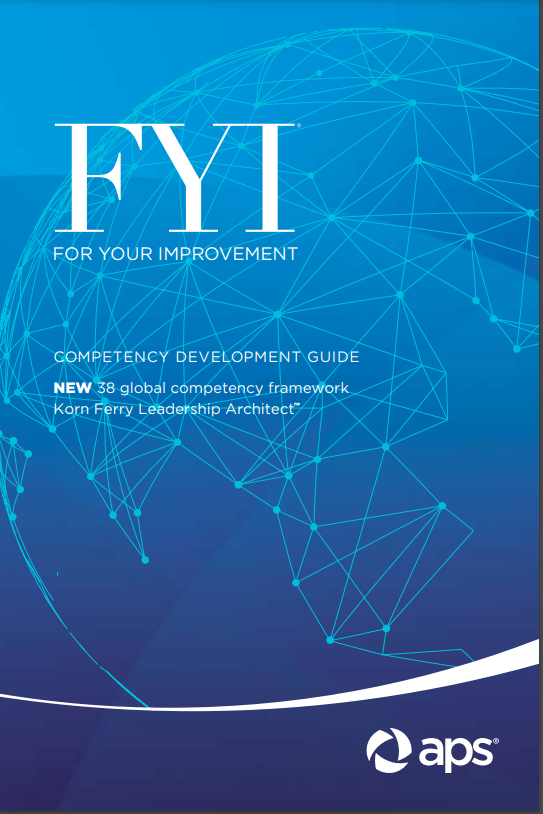 FYI®
FOR YOUR IMPROVEMENT
COMPETENCY DEVELOPMENT GUIDE
NEW 38 global competency framework
Korn Ferry Leadership Architect™
aps®